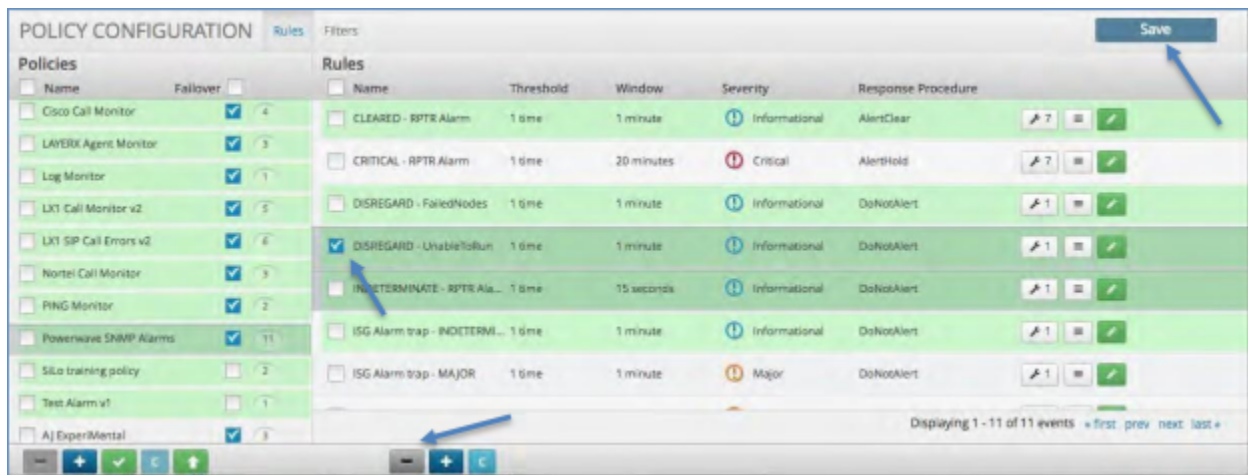 POLICY CONFIGURATION Rules Filters Save
Policies
Name Failover
Cisco Call Monitor 4
LAYERX Agent Monitor 3
Log Monitor 1
LX1 Call Monitor v2 5
LX1 SIP Call Errors v2 6
Nortel Call Monitor 3
PING Monitor 2
Powerwave SNMP Alarms 11
SiLo training policy 2
Test Alarm v1 1
AJ ExperiMental 3
Rules
Name Threshold Window Severity Response Procedure
CLEARED - RPTR Alarm 1 time 1 minute Informational AlertClear 7
CRITICAL - RPTR Alarm 1 time 20 minutes Critical AlertHold 7
DISREGARD - FailedNodes 1 time 1 minute Informational DoNotAlert 1
DISREGARD - UnableToRun 1 time 1 minute Informational DoNotAlert 1
RPTR Ala... 1 time 15 seconds Informational DoNotAlert 1
ISG Alarm trap - INDETERMI... 1 time 1 minute Informational DoNotAlert 1
ISG Alarm trap - MAJOR 1 time 1 minute Major DoNotAlert 1
Displaying 1 - 11 of 11 events « first prev next last »
C C